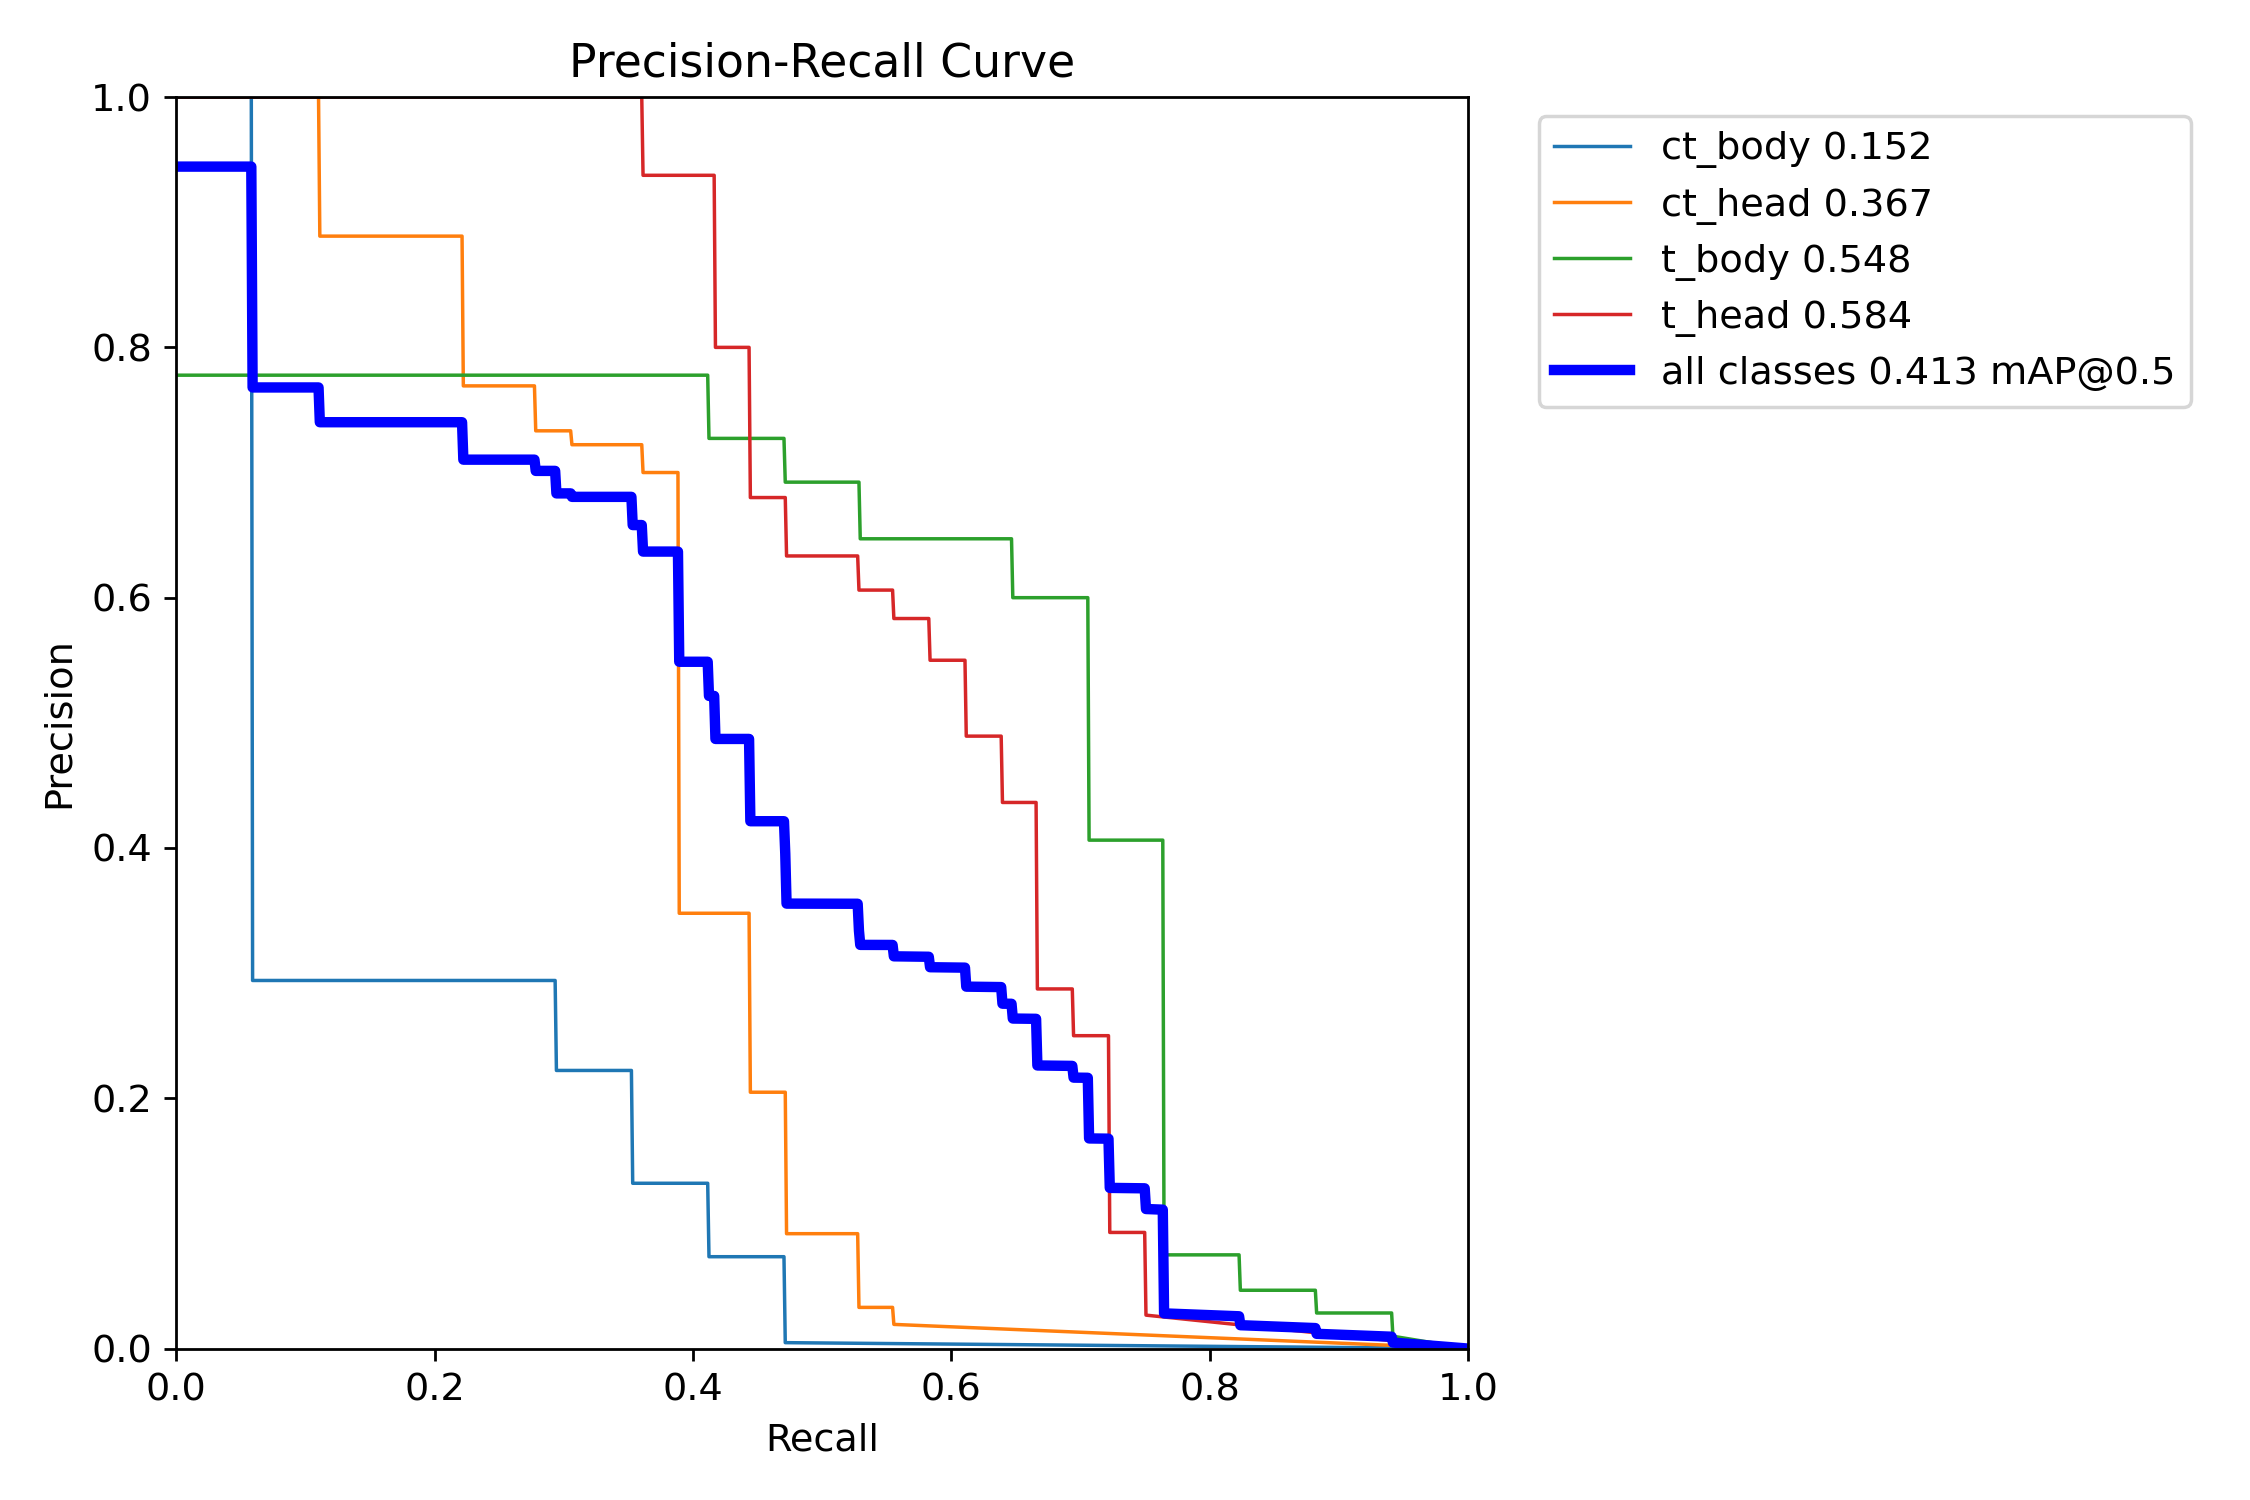 Precision-Recall Curve
1.0
0.8
0.6
0.4
0.2
0.0
Precision
0.0 0.2 0.4 0.6 0.8 1.0
Recall
ct_body 0.152
ct_head 0.367
t_body 0.548
t_head 0.584
all classes 0.413 mAP@0.5